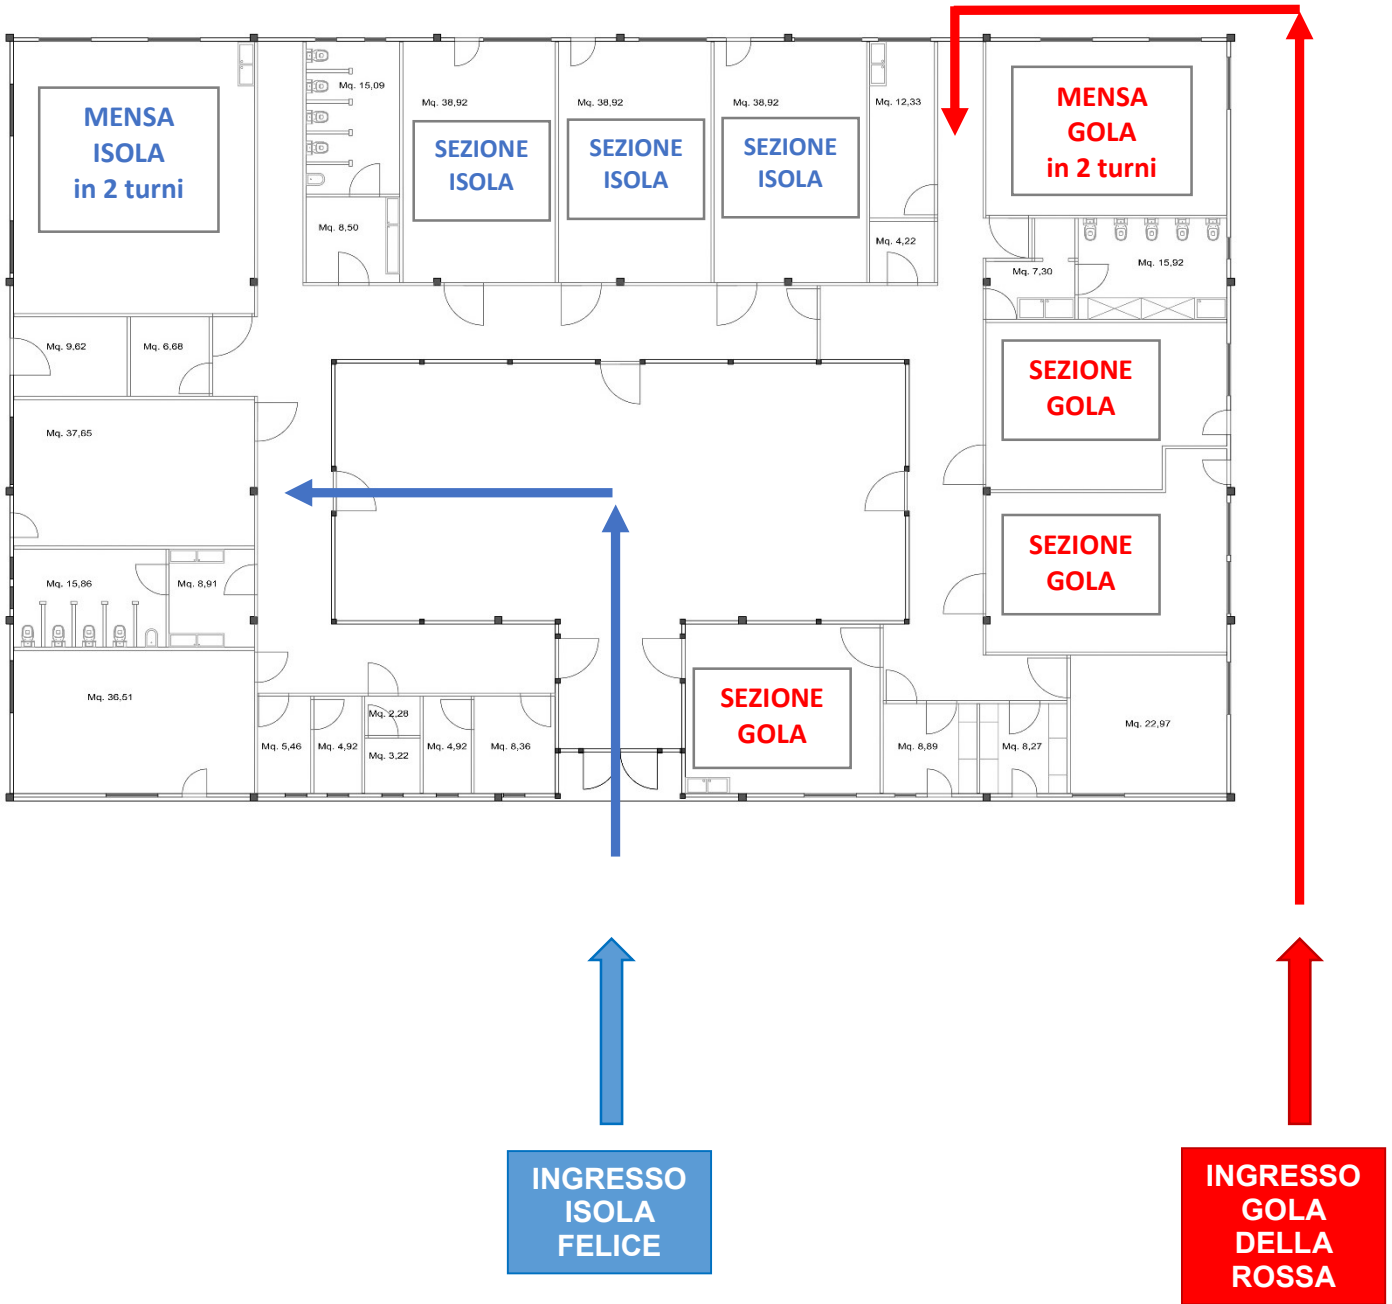 MENSA
ISOLA
in 2 turni
Mq. 15,09
Mq. 8,50
Mq. 38,92
SEZIONE
ISOLA
Mq. 38,92
SEZIONE
ISOLA
Mq. 38,92
SEZIONE
ISOLA
Mq. 12,33
Mq. 4,22
MENSA
GOLA
in 2 turni
Mq. 7,30
Mq. 15,92
Mq. 9,62
Mq. 6,68
SEZIONE
GOLA
Mq. 37,65
SEZIONE
GOLA
Mq. 15,86
Mq. 8,91
Mq. 36,51
Mq. 5,46
Mq. 4,92
Mq. 2,28
Mq. 3,22
Mq. 4,92
Mq. 8,36
SEZIONE
GOLA
Mq. 8,89
Mq. 8,27
Mq. 22,97
INGRESSO
ISOLA
FELICE
INGRESSO
GOLA
DELLA
ROSSA